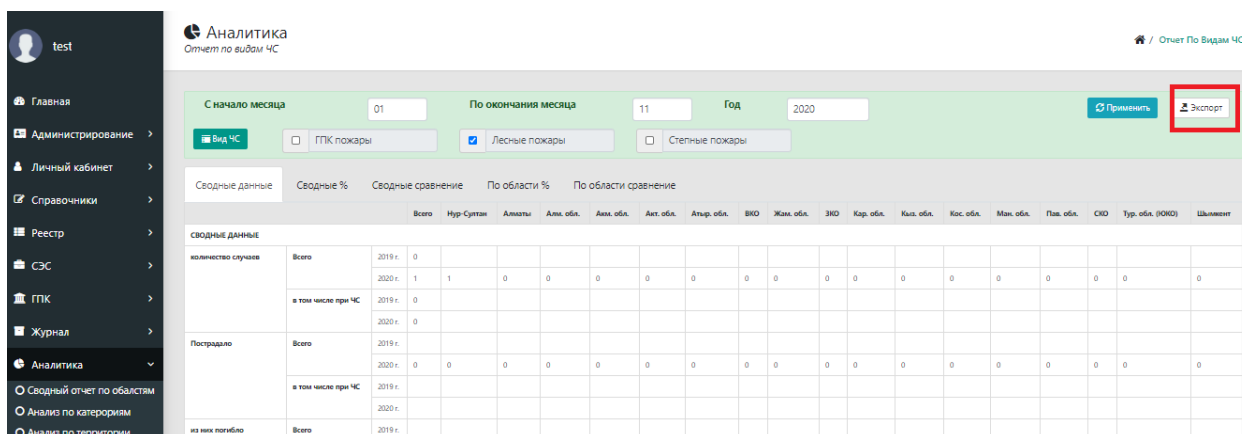 test
Аналитика
Отчет по видам ЧС
/ Отчет По Видам ЧС
Главная
Администрирование
Личный кабинет
Справочники
Реестр
СЭС
ГПК
Журнал
Аналитика
Сводный отчет по обалстям
Анализ по катерориям
Анализ по территории
С начало месяца 01 По окончания месяца 11 Год 2020 Применить Экспорт
Вид ЧС ГПК пожары Лесные пожары Степные пожары
Сводные данные Сводные % Сводные сравнение По области % По области сравнение
Всего Нур-Султан Алматы Алм. обл. Акм. обл. Акт. обл. Атыр. обл. ВКО Жам. обл. ЗКО Кар. обл. Кыз. обл. Кос. обл. Ман. обл. Пав. обл. СКО Тур. обл. (ЮКО) Шымкент
СВОДНЫЕ ДАННЫЕ
количество случаев Всего 2019 г. 0
2020 г. 1 1 0 0 0 0 0 0 0 0 0 0 0 0 0 0 0 0
в том числе при ЧС 2019 г. 0
2020 г. 0
Пострадало Всего 2019 г.
2020 г. 0 0 0 0 0 0 0 0 0 0 0 0 0 0 0 0 0 0
в том числе при ЧС 2019 г.
2020 г.
из них погибло Всего 2019 г.